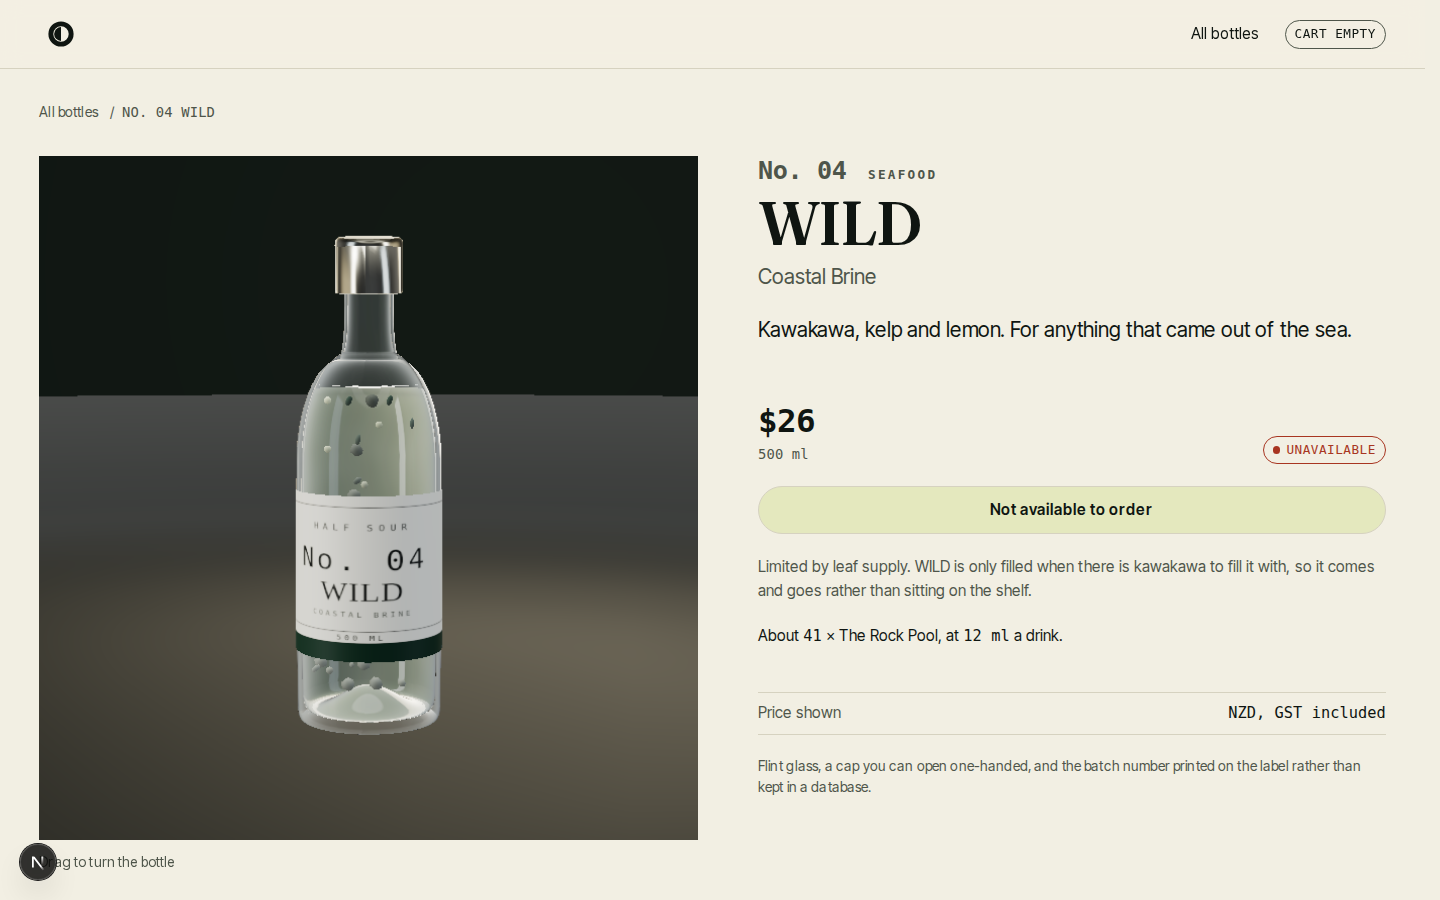 All bottles
CART EMPTY
All bottles / NO. 04 WILD
No. 04 SEAFOOD
WILD
Coastal Brine
Kawakawa, kelp and lemon. For anything that came out of the sea.
$26
500 ml
UNAVAILABLE
Not available to order
Limited by leaf supply. WILD is only filled when there is kawakawa to fill it with, so it comes
and goes rather than sitting on the shelf.
About 41 × The Rock Pool, at 12 ml a drink.
Price shown
NZD, GST included
Flint glass, a cap you can open one-handed, and the batch number printed on the label rather than
kept in a database.
HALF SOUR
No. 04
WILD
COASTAL BRINE
500 ML
N
Drag to turn the bottle